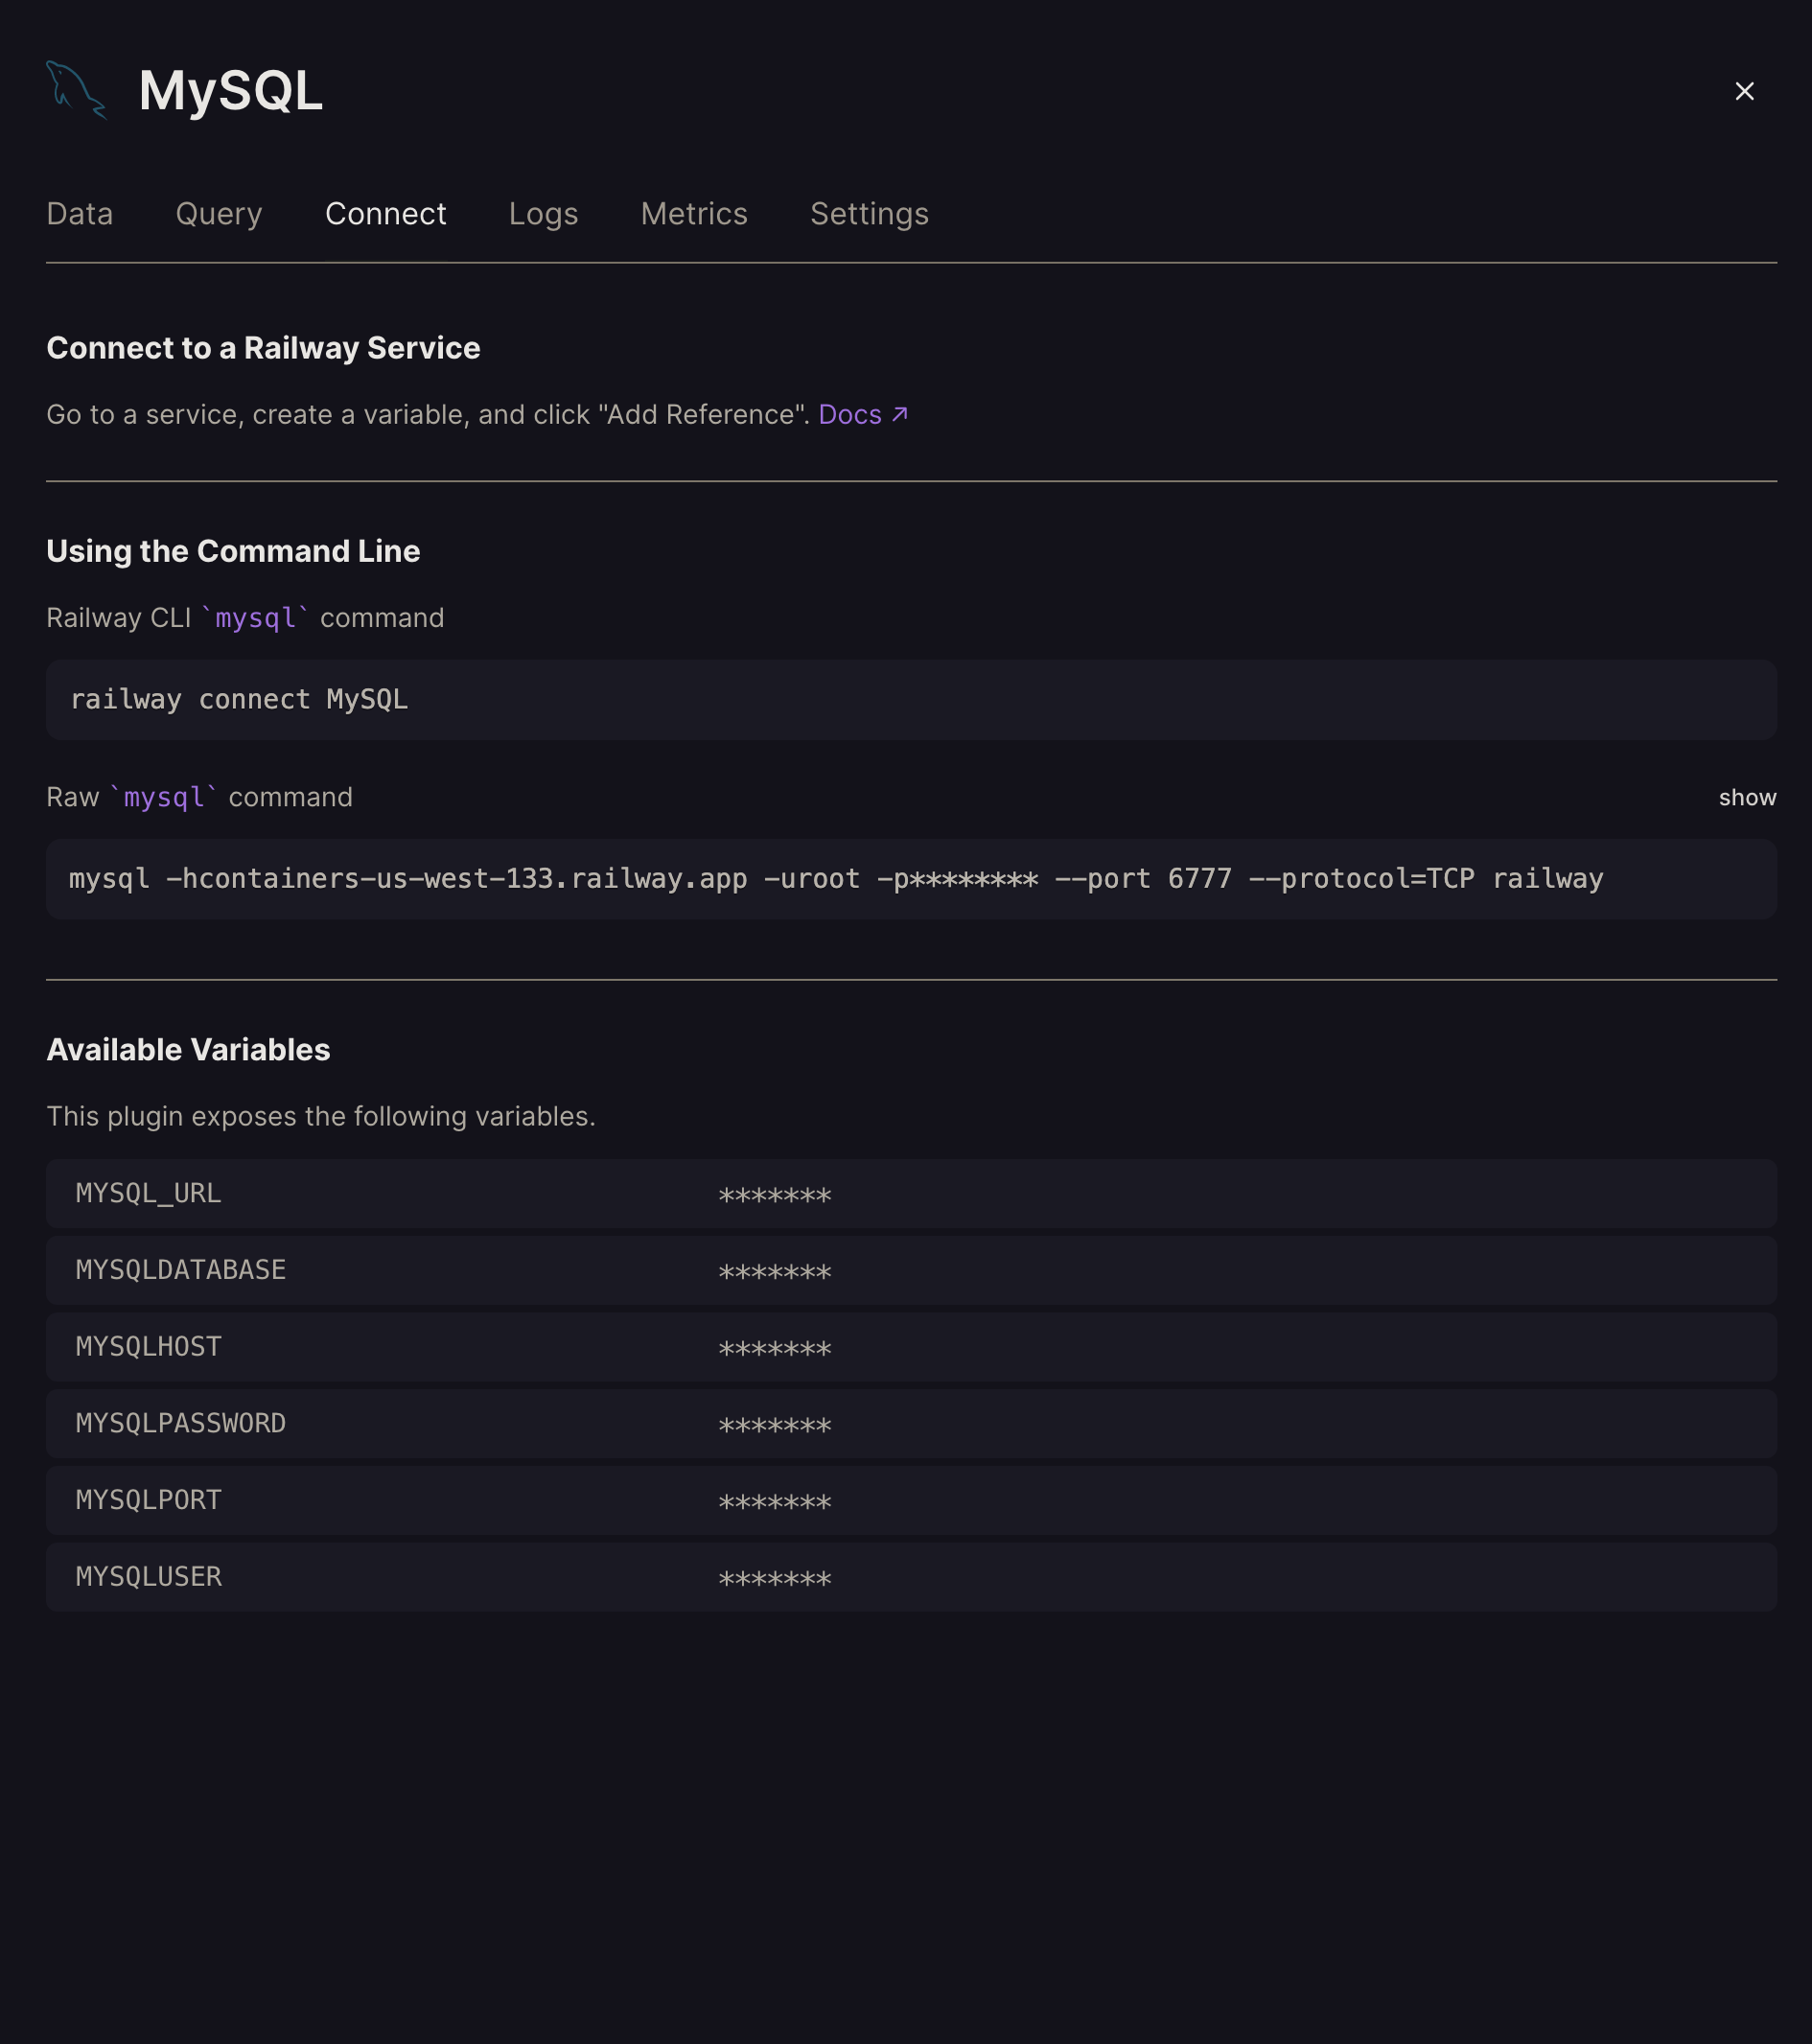 MySQL
Data Query Connect Logs Metrics Settings
Connect to a Railway Service
Go to a service, create a variable, and click "Add Reference". Docs ↗
Using the Command Line
Railway CLI `mysql` command
railway connect MySQL
Raw `mysql` command show
mysql -hcontainers-us-west-133.railway.app -uroot -p******** --port 6777 --protocol=TCP railway
Available Variables
This plugin exposes the following variables.
MYSQL_URL *******
MYSQLDATABASE *******
MYSQLHOST *******
MYSQLPASSWORD *******
MYSQLPORT *******
MYSQLUSER *******